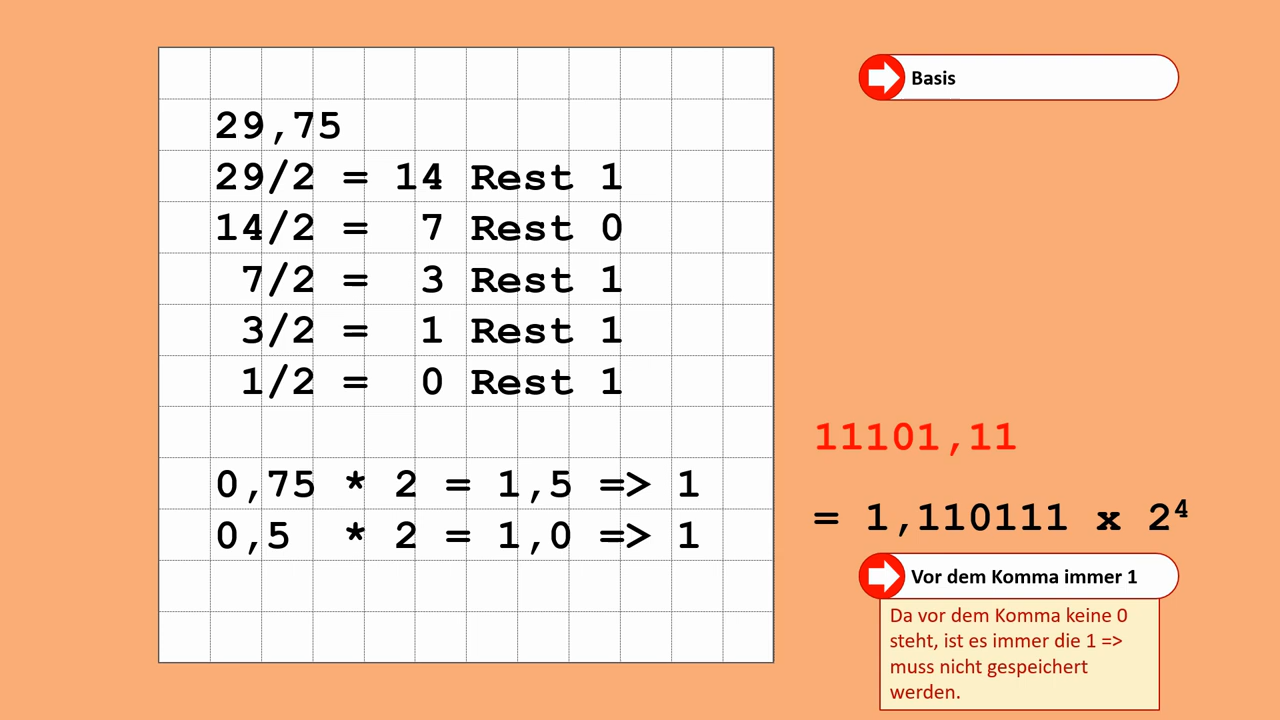 29,75
29/2 = 14 Rest 1
14/2 = 7 Rest 0
7/2 = 3 Rest 1
3/2 = 1 Rest 1
1/2 = 0 Rest 1
0,75 * 2 = 1,5 => 1
0,5 * 2 = 1,0 => 1
Basis
11101,11
= 1,110111 x 2⁴
Vor dem Komma immer 1
Da vor dem Komma keine 0
steht, ist es immer die 1 =>
muss nicht gespeichert
werden.